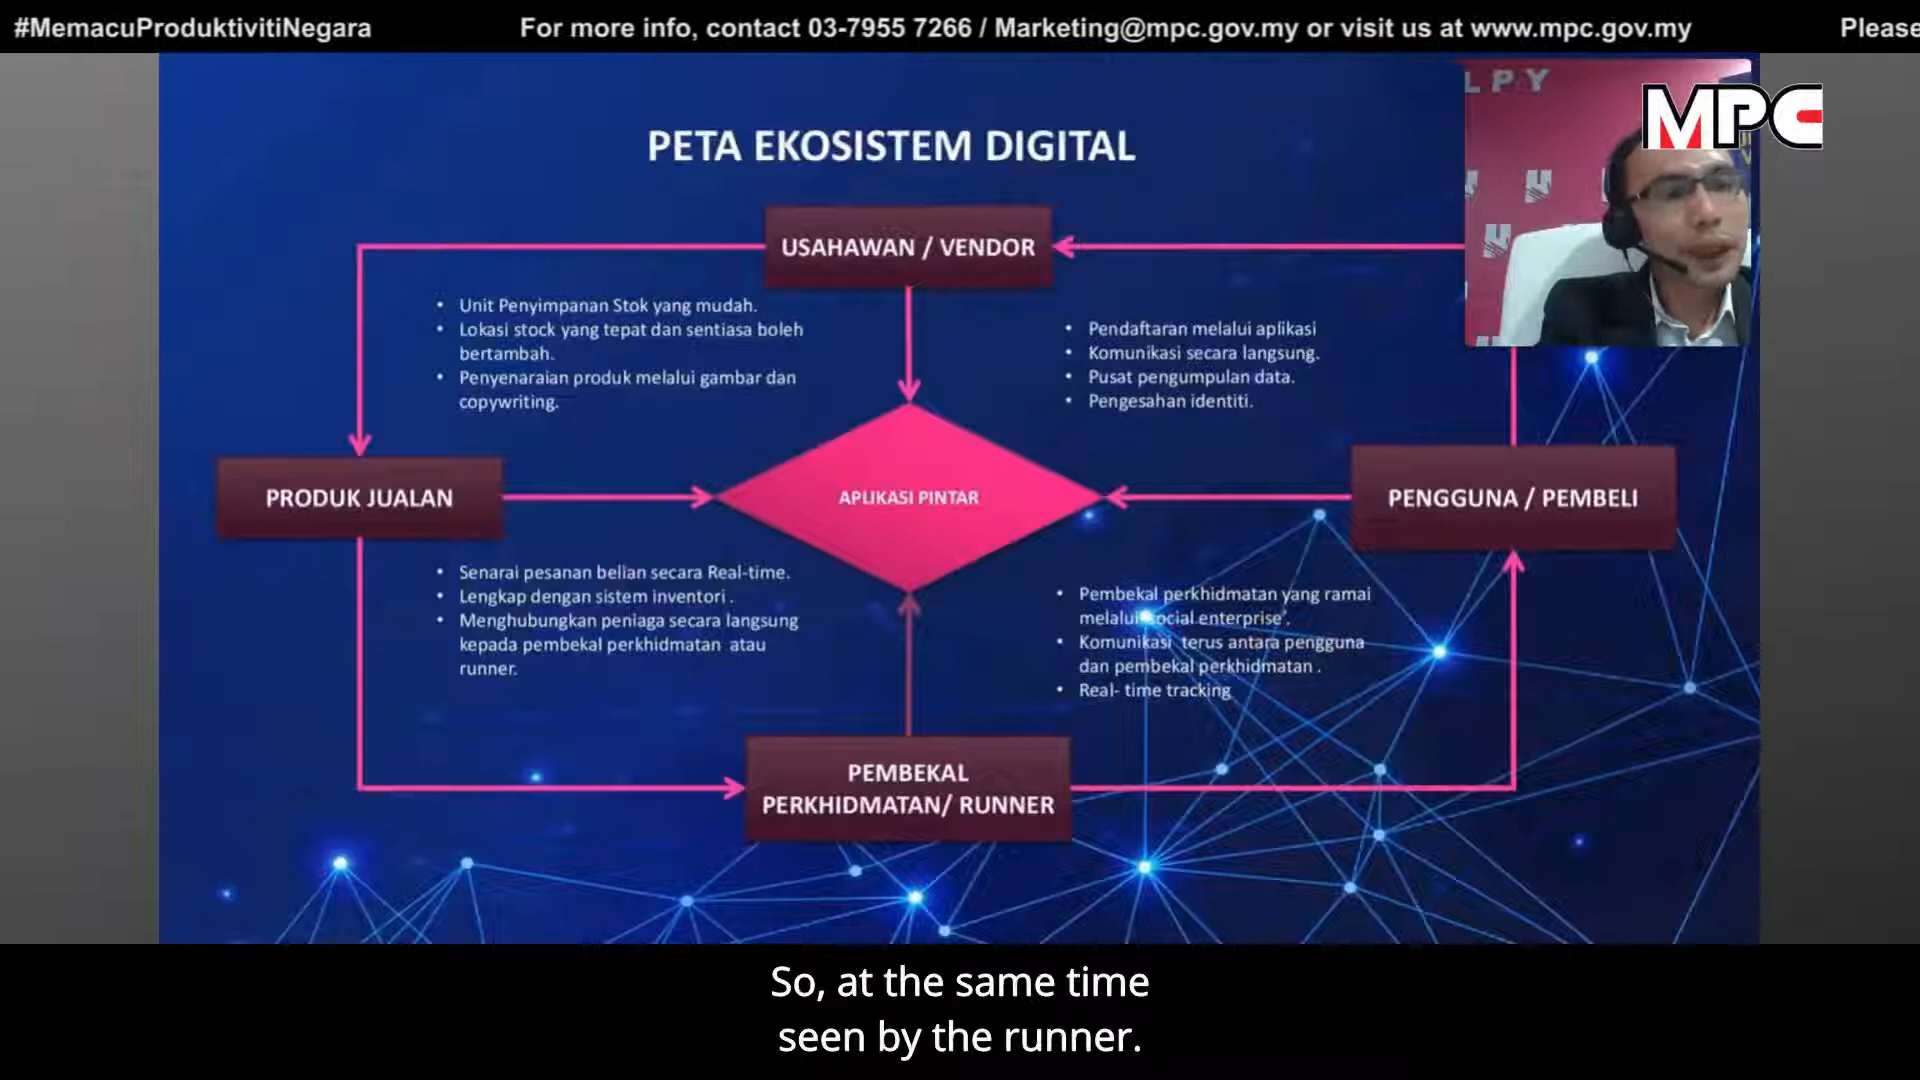 #MemacuProduktivitiNegara
For more info, contact 03-7955 7266 / Marketing@mpc.gov.my or visit us at www.mpc.gov.my
Please
LPY
MPC
PETA EKOSISTEM DIGITAL
USAHAWAN / VENDOR
• Unit Penyimpanan Stok yang mudah.
• Lokasi stock yang tepat dan sentiasa boleh
bertambah.
• Penyenaraian produk melalui gambar dan
copywriting.
• Pendaftaran melalui aplikasi
• Komunikasi secara langsung.
• Pusat pengumpulan data.
• Pengesahan identiti.
PRODUK JUALAN
APLIKASI PINTAR
PENGGUNA / PEMBELI
• Senarai pesanan belian secara Real-time.
• Lengkap dengan sistem inventori .
• Menghubungkan peniaga secara langsung
kepada pembekal perkhidmatan atau
runner.
• Pembekal perkhidmatan yang ramai
melalui 'social enterprise'.
• Komunikasi terus antara pengguna
dan pembekal perkhidmatan .
• Real- time tracking
PEMBEKAL
PERKHIDMATAN/ RUNNER
So, at the same time
seen by the runner.